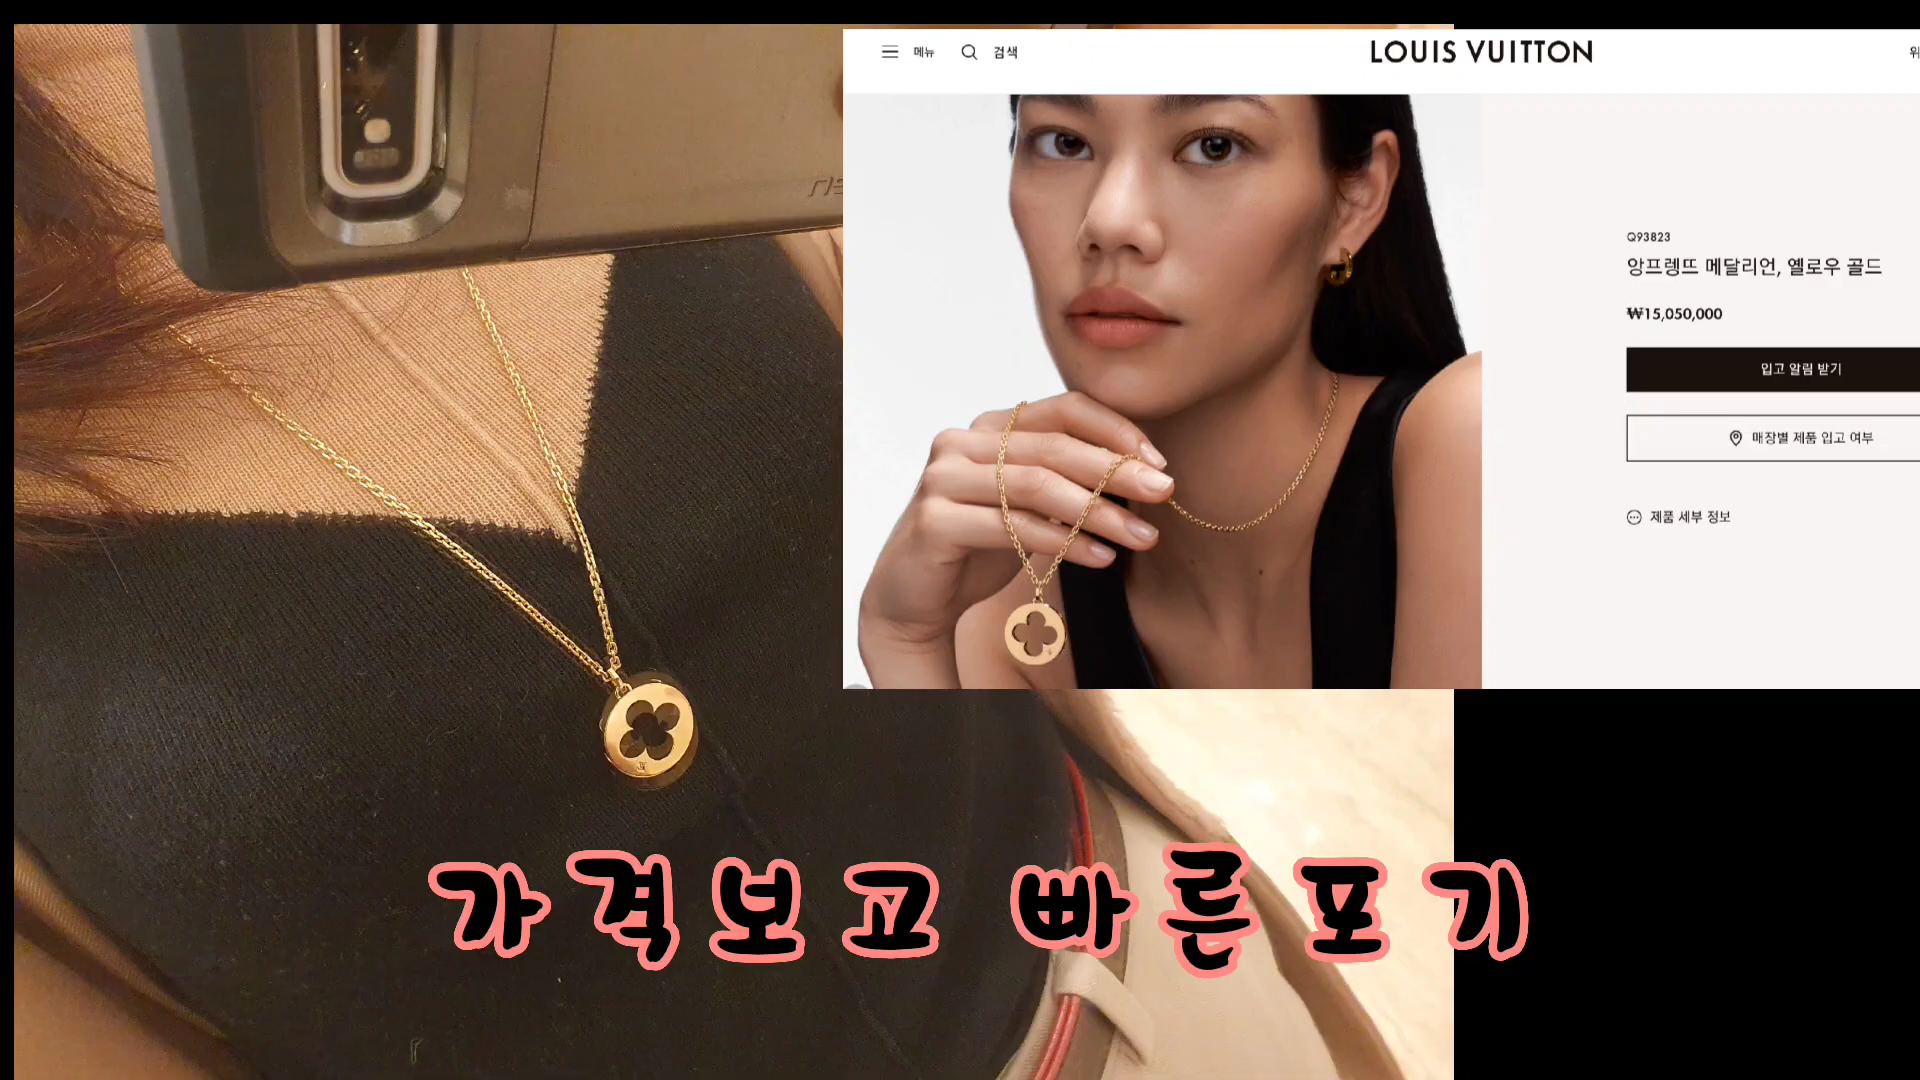 메뉴 검색
LOUIS VUITTON
위
Q93823
앙프렝뜨 메달리언, 옐로우 골드
₩15,050,000
입고 알림 받기
매장별 제품 입고 여부
제품 세부 정보
가격보고 빠른포기